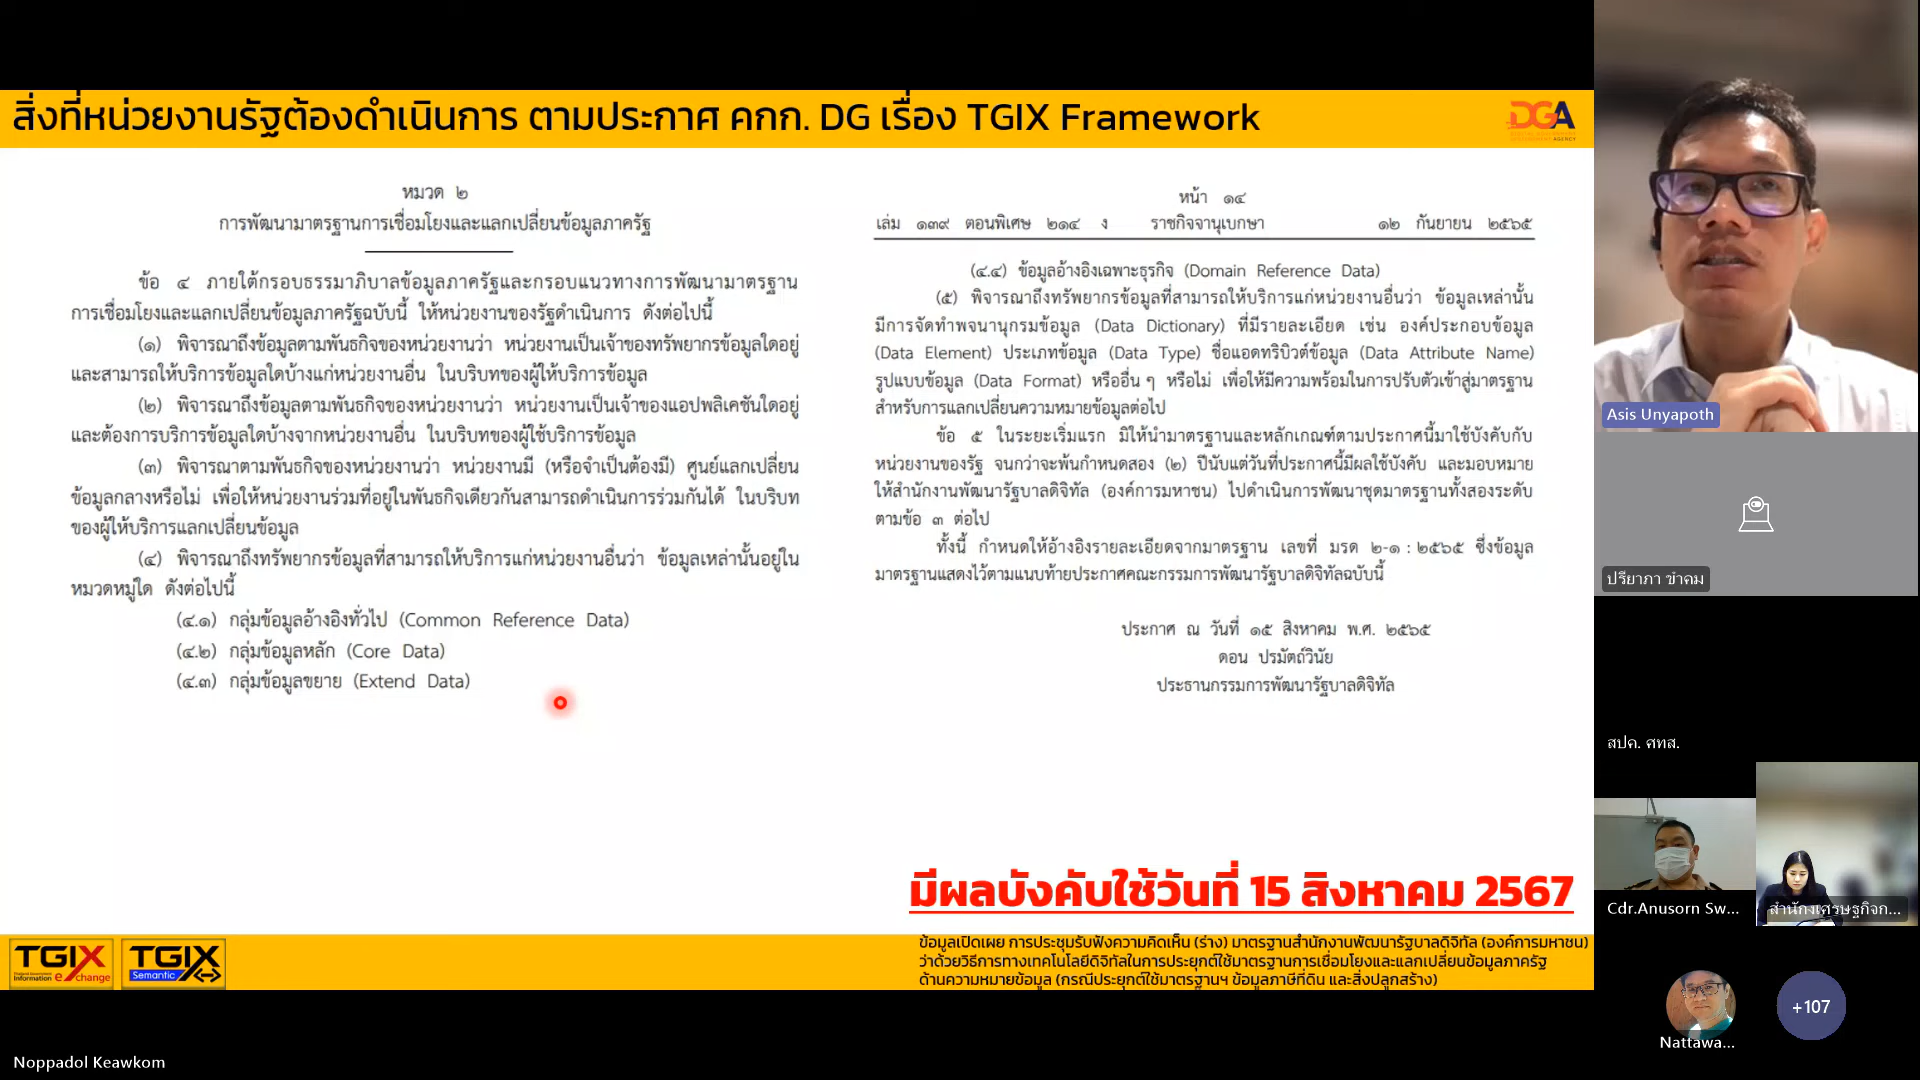 สิ่งที่หน่วยงานรัฐต้องดำเนินการ ตามประกาศ คกก. DG เรื่อง TGIX Framework
DGA
หมวด ๒
การพัฒนามาตรฐานการเชื่อมโยงและแลกเปลี่ยนข้อมูลภาครัฐ
ข้อ ๔ ภายใต้กรอบธรรมาภิบาลข้อมูลภาครัฐและกรอบแนวทางการพัฒนามาตรฐาน
การเชื่อมโยงและแลกเปลี่ยนข้อมูลภาครัฐฉบับนี้ ให้หน่วยงานของรัฐดำเนินการ ดังต่อไปนี้
(๑) พิจารณาถึงข้อมูลตามพันธกิจของหน่วยงานว่า หน่วยงานเป็นเจ้าของทรัพยากรข้อมูลใดอยู่
และสามารถให้บริการข้อมูลใดบ้างแก่หน่วยงานอื่น ในบริบทของผู้ให้บริการข้อมูล
(๒) พิจารณาถึงข้อมูลตามพันธกิจของหน่วยงานว่า หน่วยงานเป็นเจ้าของแอปพลิเคชันใดอยู่
และต้องการบริการข้อมูลใดบ้างจากหน่วยงานอื่น ในบริบทของผู้ใช้บริการข้อมูล
(๓) พิจารณาตามพันธกิจของหน่วยงานว่า หน่วยงานมี (หรือจำเป็นต้องมี) ศูนย์แลกเปลี่ยน
ข้อมูลกลางหรือไม่ เพื่อให้หน่วยงานร่วมที่อยู่ในพันธกิจเดียวกันสามารถดำเนินการร่วมกันได้ ในบริบท
ของผู้ให้บริการแลกเปลี่ยนข้อมูล
(๔) พิจารณาถึงทรัพยากรข้อมูลที่สามารถให้บริการแก่หน่วยงานอื่นว่า ข้อมูลเหล่านั้นอยู่ใน
หมวดหมู่ใด ดังต่อไปนี้
(๔.๑) กลุ่มข้อมูลอ้างอิงทั่วไป (Common Reference Data)
(๔.๒) กลุ่มข้อมูลหลัก (Core Data)
(๔.๓) กลุ่มข้อมูลขยาย (Extend Data)
หน้า ๑๔
เล่ม ๑๓๙ ตอนพิเศษ ๒๑๔ ง ราชกิจจานุเบกษา ๑๒ กันยายน ๒๕๖๕
(๔.๔) ข้อมูลอ้างอิงเฉพาะธุรกิจ (Domain Reference Data)
(๕) พิจารณาถึงทรัพยากรข้อมูลที่สามารถให้บริการแก่หน่วยงานอื่นว่า ข้อมูลเหล่านั้น
มีการจัดทำพจนานุกรมข้อมูล (Data Dictionary) ที่มีรายละเอียด เช่น องค์ประกอบข้อมูล
(Data Element) ประเภทข้อมูล (Data Type) ชื่อแอดทริบิวต์ข้อมูล (Data Attribute Name)
รูปแบบข้อมูล (Data Format) หรืออื่น ๆ หรือไม่ เพื่อให้มีความพร้อมในการปรับตัวเข้าสู่มาตรฐาน
สำหรับการแลกเปลี่ยนความหมายข้อมูลต่อไป
ข้อ ๕ ในระยะเริ่มแรก มิให้นำมาตรฐานและหลักเกณฑ์ตามประกาศนี้มาใช้บังคับกับ
หน่วยงานของรัฐ จนกว่าจะพ้นกำหนดสอง (๒) ปีนับแต่วันที่ประกาศนี้มีผลใช้บังคับ และมอบหมาย
ให้สำนักงานพัฒนารัฐบาลดิจิทัล (องค์การมหาชน) ไปดำเนินการพัฒนาชุดมาตรฐานทั้งสองระดับ
ตามข้อ ๓ ต่อไป
ทั้งนี้ กำหนดให้อ้างอิงรายละเอียดจากมาตรฐาน เลขที่ มรด ๒-๑ : ๒๕๖๕ ซึ่งข้อมูล
มาตรฐานแสดงไว้ตามแนบท้ายประกาศคณะกรรมการพัฒนารัฐบาลดิจิทัลฉบับนี้
ประกาศ ณ วันที่ ๑๕ สิงหาคม พ.ศ. ๒๕๖๕
ดอน ปรมัตถ์วินัย
ประธานกรรมการพัฒนารัฐบาลดิจิทัล
มีผลบังคับใช้วันที่ 15 สิงหาคม 2567
TGIX
Information eXchange
TGIX
Semantic
ข้อมูลเปิดเผย การประชุมรับฟังความคิดเห็น (ร่าง) มาตรฐานสำนักงานพัฒนารัฐบาลดิจิทัล (องค์การมหาชน)
ว่าด้วยวิธีการทางเทคโนโลยีดิจิทัลในการประยุกต์ใช้มาตรฐานการเชื่อมโยงและแลกเปลี่ยนข้อมูลภาครัฐ
ด้านความหมายข้อมูล (กรณีประยุกต์ใช้มาตรฐานฯ ข้อมูลภาษีที่ดิน และสิ่งปลูกสร้าง)
Noppadol Keawkom
Asis Unyapoth
ปรียาภา ขำคม
สปค. ศทส.
Cdr.Anusorn Sw...
สำนักงเศรษฐกิจก...
Nattawa...
+107